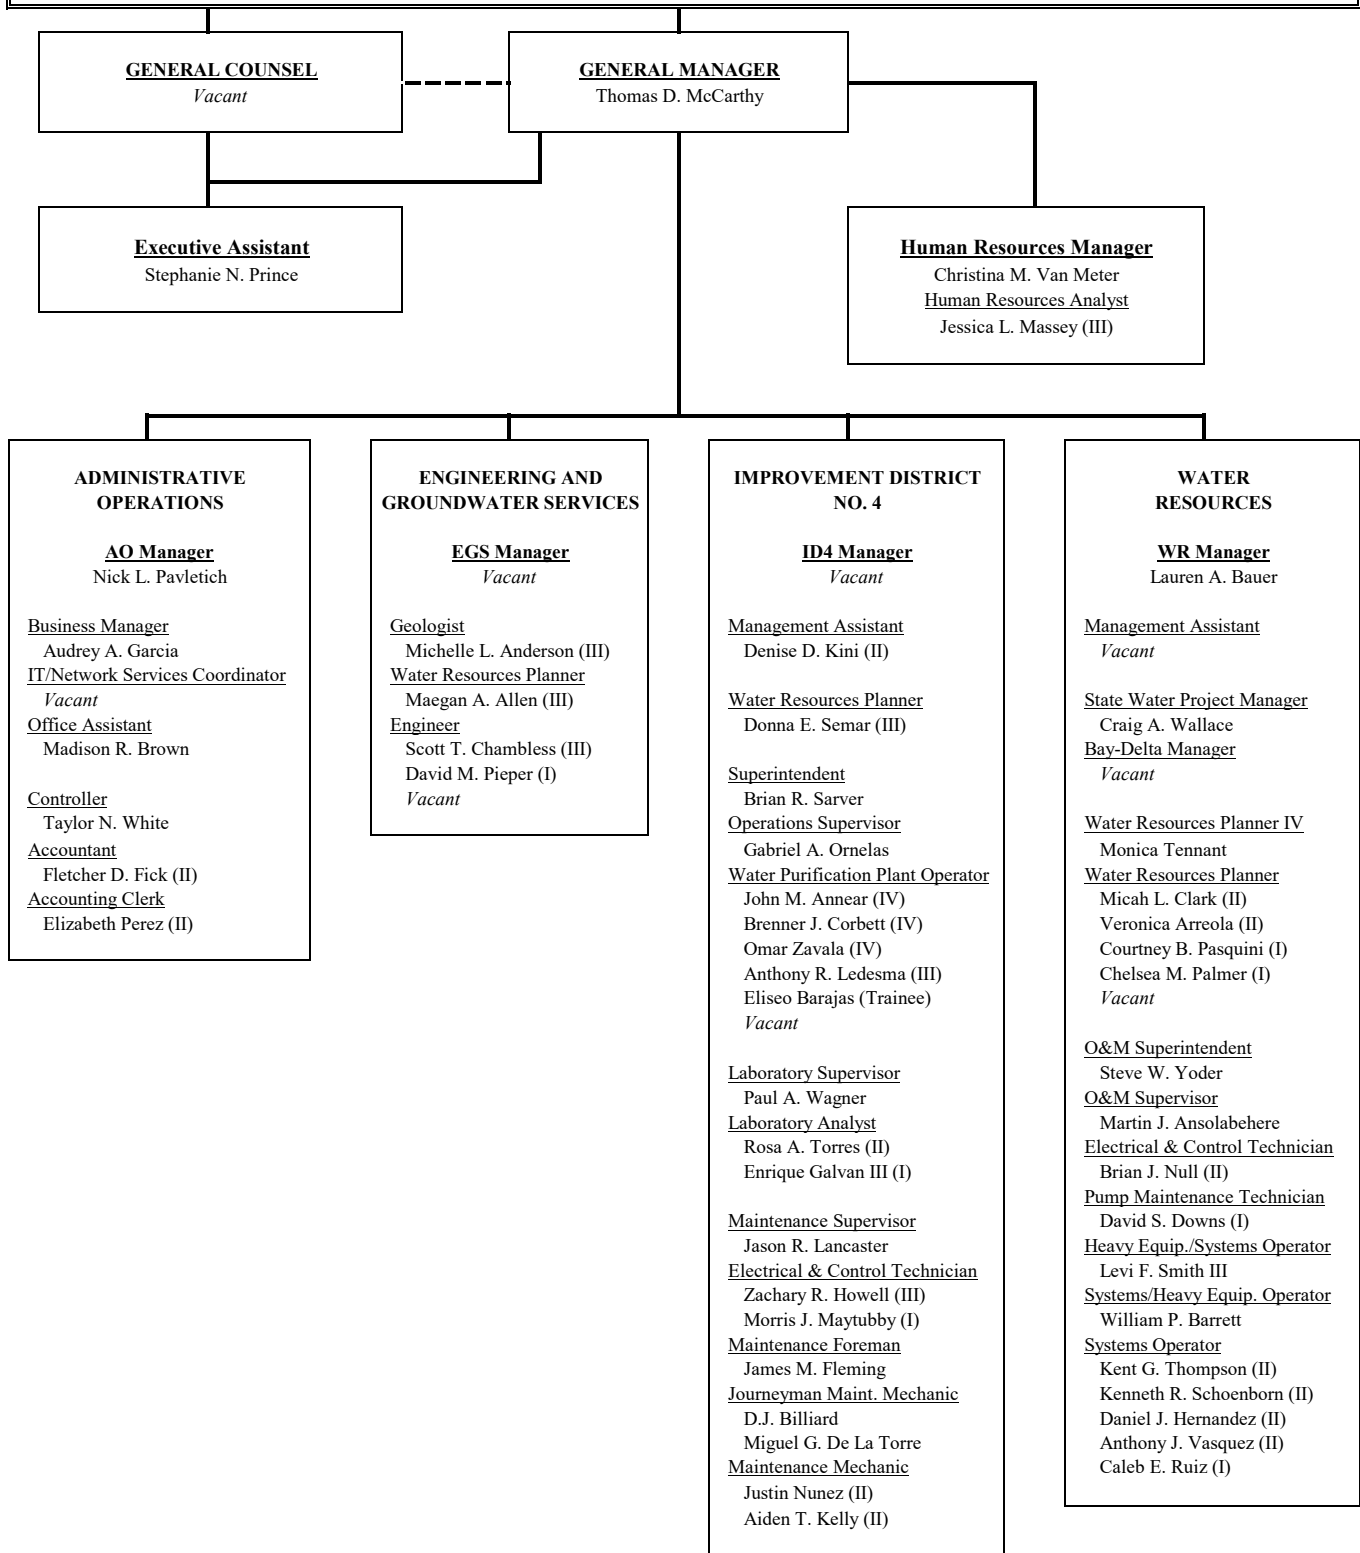 GENERAL COUNSEL
Vacant
GENERAL MANAGER
Thomas D. McCarthy
Executive Assistant
Stephanie N. Prince
Human Resources Manager
Christina M. Van Meter
Human Resources Analyst
Jessica L. Massey (III)
ADMINISTRATIVE
OPERATIONS
AO Manager
Nick L. Pavletich
Business Manager
Audrey A. Garcia
IT/Network Services Coordinator
Vacant
Office Assistant
Madison R. Brown
Controller
Taylor N. White
Accountant
Fletcher D. Fick (II)
Accounting Clerk
Elizabeth Perez (II)
ENGINEERING AND
GROUNDWATER SERVICES
EGS Manager
Vacant
Geologist
Michelle L. Anderson (III)
Water Resources Planner
Maegan A. Allen (III)
Engineer
Scott T. Chambless (III)
David M. Pieper (I)
Vacant
IMPROVEMENT DISTRICT
NO. 4
ID4 Manager
Vacant
Management Assistant
Denise D. Kini (II)
Water Resources Planner
Donna E. Semar (III)
Superintendent
Brian R. Sarver
Operations Supervisor
Gabriel A. Ornelas
Water Purification Plant Operator
John M. Annear (IV)
Brenner J. Corbett (IV)
Omar Zavala (IV)
Anthony R. Ledesma (III)
Eliseo Barajas (Trainee)
Vacant
Laboratory Supervisor
Paul A. Wagner
Laboratory Analyst
Rosa A. Torres (II)
Enrique Galvan III (I)
Maintenance Supervisor
Jason R. Lancaster
Electrical & Control Technician
Zachary R. Howell (III)
Morris J. Maytubby (I)
Maintenance Foreman
James M. Fleming
Journeyman Maint. Mechanic
D.J. Billiard
Miguel G. De La Torre
Maintenance Mechanic
Justin Nunez (II)
Aiden T. Kelly (II)
WATER
RESOURCES
WR Manager
Lauren A. Bauer
Management Assistant
Vacant
State Water Project Manager
Craig A. Wallace
Bay-Delta Manager
Vacant
Water Resources Planner IV
Monica Tennant
Water Resources Planner
Micah L. Clark (II)
Veronica Arreola (II)
Courtney B. Pasquini (I)
Chelsea M. Palmer (I)
Vacant
O&M Superintendent
Steve W. Yoder
O&M Supervisor
Martin J. Ansolabehere
Electrical & Control Technician
Brian J. Null (II)
Pump Maintenance Technician
David S. Downs (I)
Heavy Equip./Systems Operator
Levi F. Smith III
Systems/Heavy Equip. Operator
William P. Barrett
Systems Operator
Kent G. Thompson (II)
Kenneth R. Schoenborn (II)
Daniel J. Hernandez (II)
Anthony J. Vasquez (II)
Caleb E. Ruiz (I)